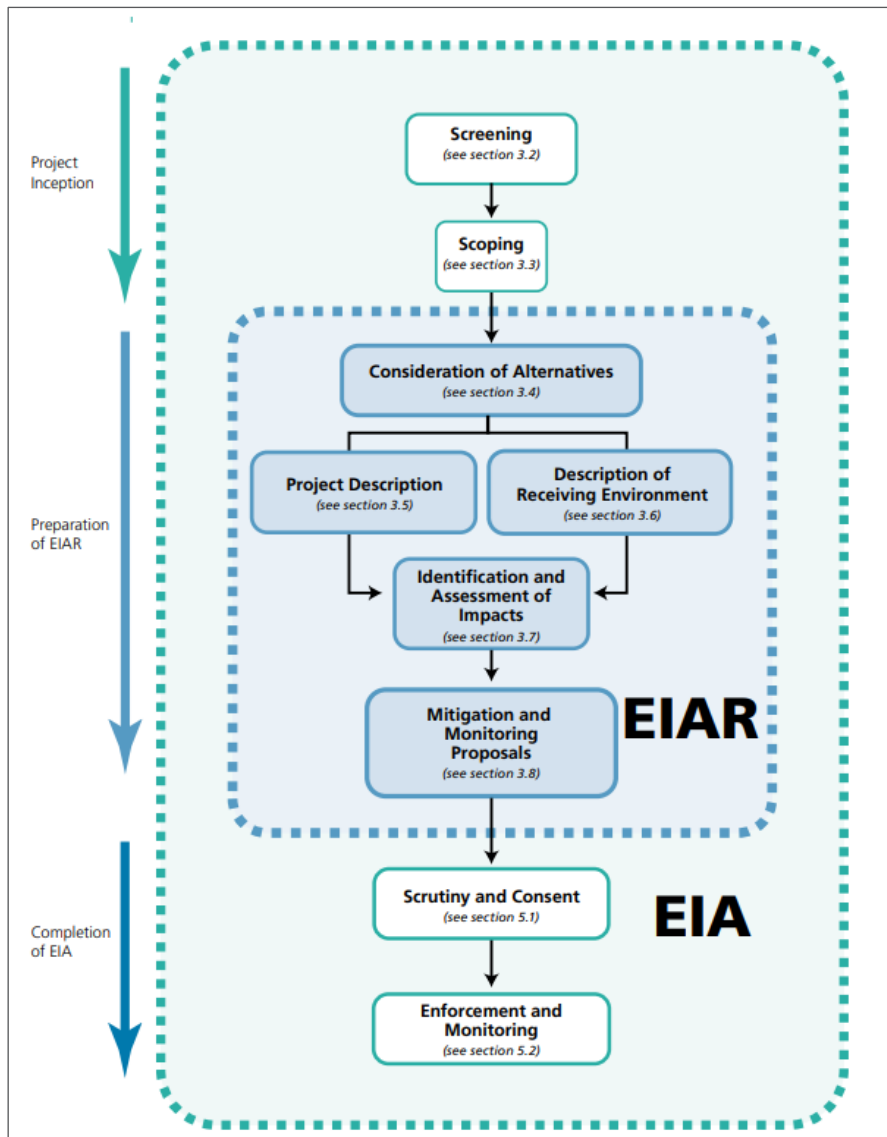 Project
Inception
Screening
(see section 3.2)
Scoping
(see section 3.3)
Preparation
of EIAR
Consideration of Alternatives
(see section 3.4)
Project Description
(see section 3.5)
Description of
Receiving Environment
(see section 3.6)
Identification and
Assessment of
Impacts
(see section 3.7)
Mitigation and
Monitoring
Proposals
(see section 3.8)
EIAR
Completion
of EIA
Scrutiny and Consent
(see section 5.1)
EIA
Enforcement and
Monitoring
(see section 5.2)